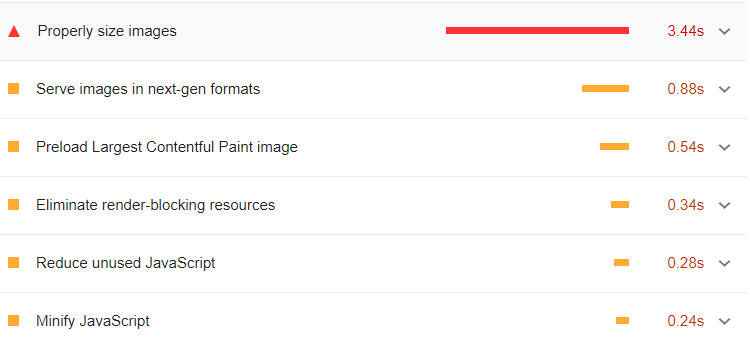 Properly size images 3.44s
Serve images in next-gen formats 0.88s
Preload Largest Contentful Paint image 0.54s
Eliminate render-blocking resources 0.34s
Reduce unused JavaScript 0.28s
Minify JavaScript 0.24s